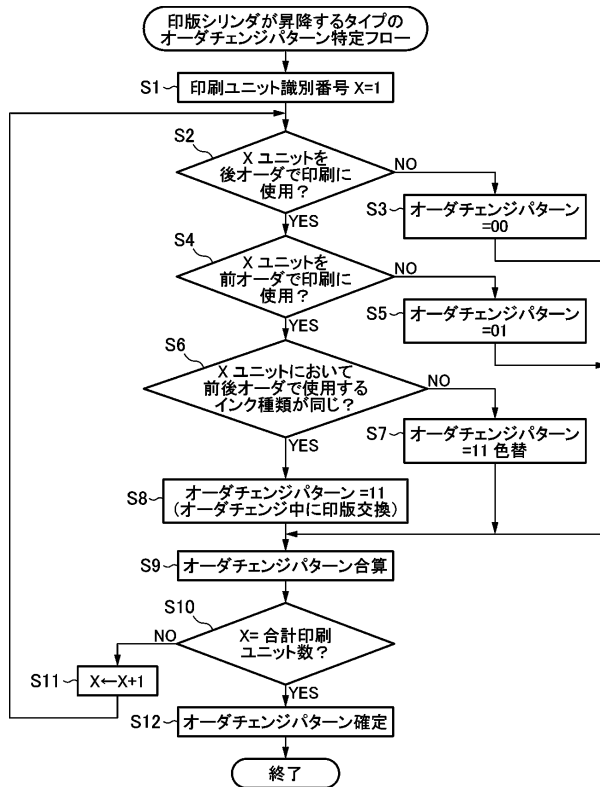 印版シリンダが昇降するタイプの
オーダチェンジパターン特定フロー
S1
印刷ユニット識別番号 X=1
S2
X ユニットを
後オーダで印刷に
使用？
NO
YES
S3
オーダチェンジパターン
=00
S4
X ユニットを
前オーダで印刷に
使用？
NO
YES
S5
オーダチェンジパターン
=01
S6
X ユニットにおいて
前後オーダで使用する
インク種類が同じ？
NO
YES
S7
オーダチェンジパターン
=11 色替
S8
オーダチェンジパターン =11
（オーダチェンジ中に印版交換）
S9
オーダチェンジパターン合算
S10
X= 合計印刷
ユニット数？
NO
YES
S11
X←X+1
S12
オーダチェンジパターン確定
終了